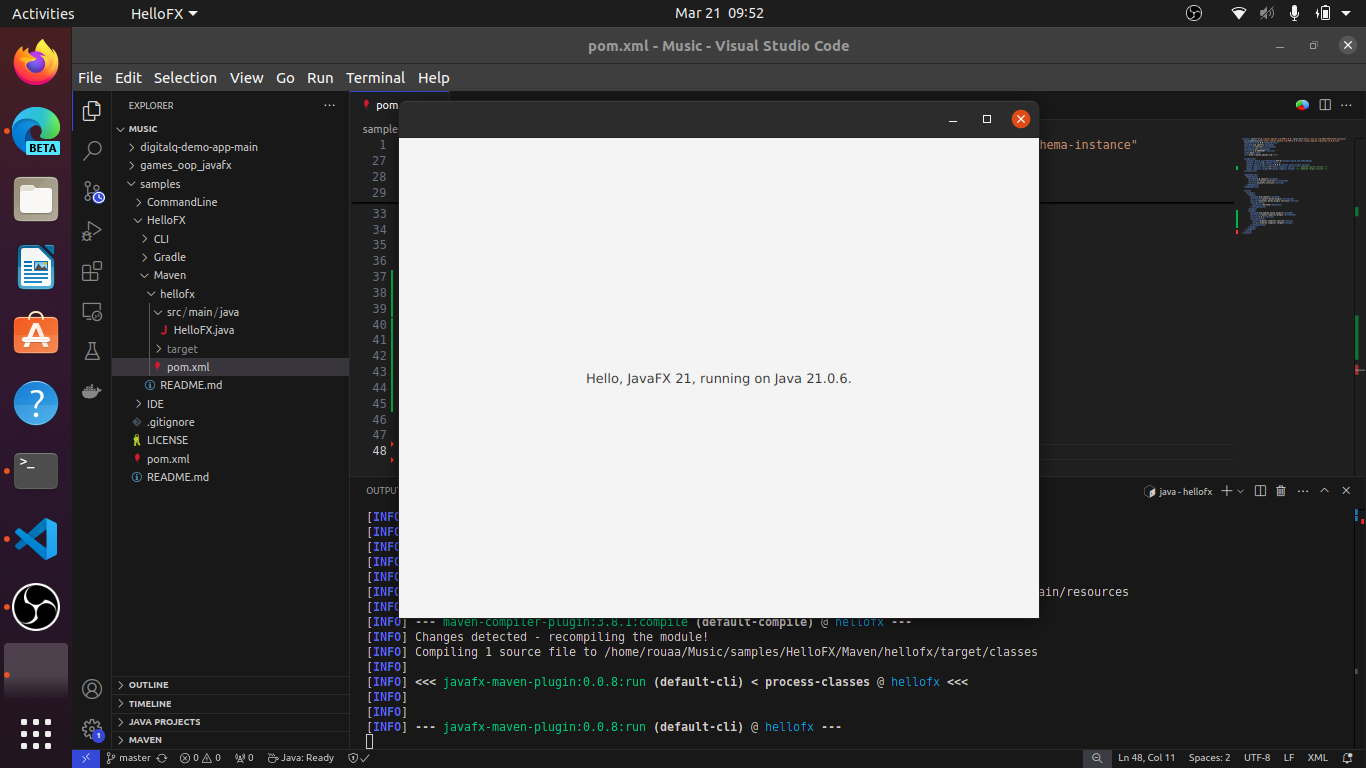 Activities HelloFX Mar 21 09:52
pom.xml - Music - Visual Studio Code
File Edit Selection View Go Run Terminal Help
EXPLORER
MUSIC
digitalq-demo-app-main
games_oop_javafx
samples
CommandLine
HelloFX
CLI
Gradle
Maven
hellofx
src/main/java
HelloFX.java
target
pom.xml
README.md
IDE
.gitignore
LICENSE
pom.xml
README.md
OUTLINE
TIMELINE
JAVA PROJECTS
MAVEN
BETA
pom
sample
1 hema-instance"
27
28
29
33
34
35
36
37
38
39
40
41
42
43
44
45
46
47
48
Hello, JavaFX 21, running on Java 21.0.6.
OUTPU java - hellofx
[INFO
[INFO
[INFO
[INFO
[INFO
[INFO ain/resources
[INFO
[INFO] --- maven-compiler-plugin:3.8.1:compile (default-compile) @ hellofx ---
[INFO] Changes detected - recompiling the module!
[INFO] Compiling 1 source file to /home/rouaa/Music/samples/HelloFX/Maven/hellofx/target/classes
[INFO]
[INFO] <<< javafx-maven-plugin:0.0.8:run (default-cli) < process-classes @ hellofx <<<
[INFO]
[INFO]
[INFO] --- javafx-maven-plugin:0.0.8:run (default-cli) @ hellofx ---
1
master 0 0 0 Java: Ready Ln 48, Col 11 Spaces: 2 UTF-8 LF XML